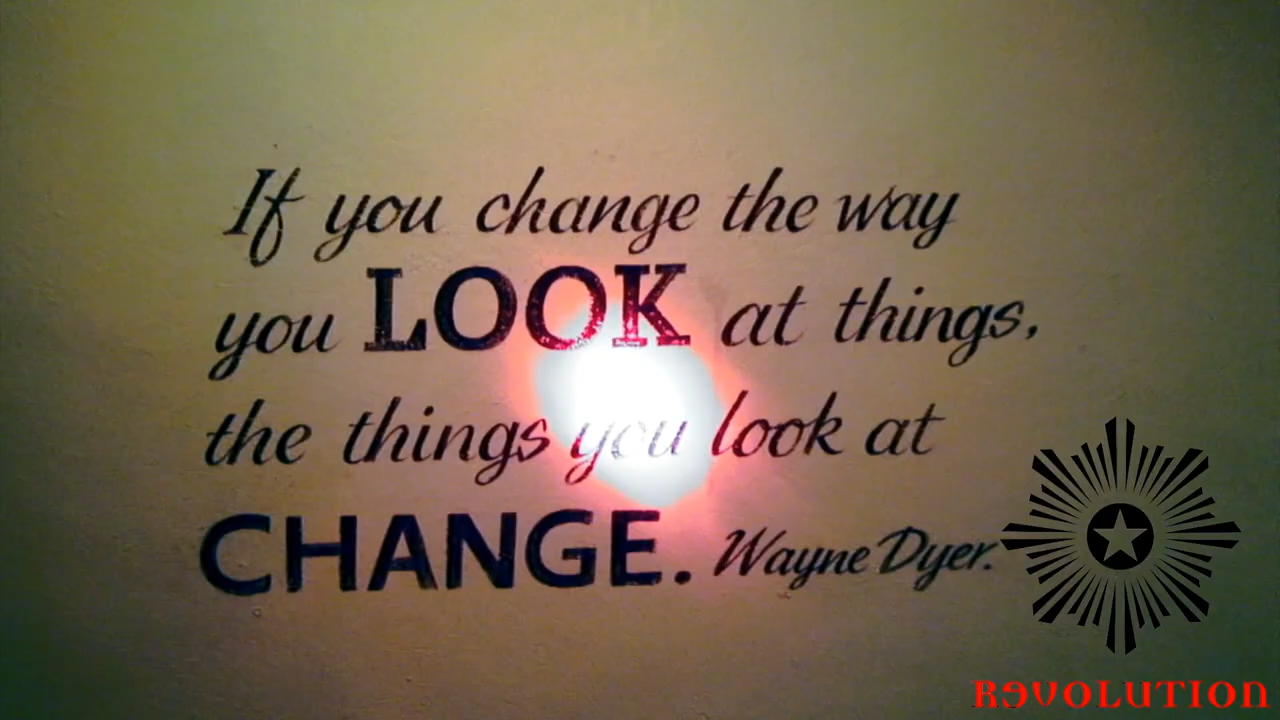 If you change the way
you LOOK at things,
the things you look at
CHANGE. Wayne Dyer.
REVOLUTION